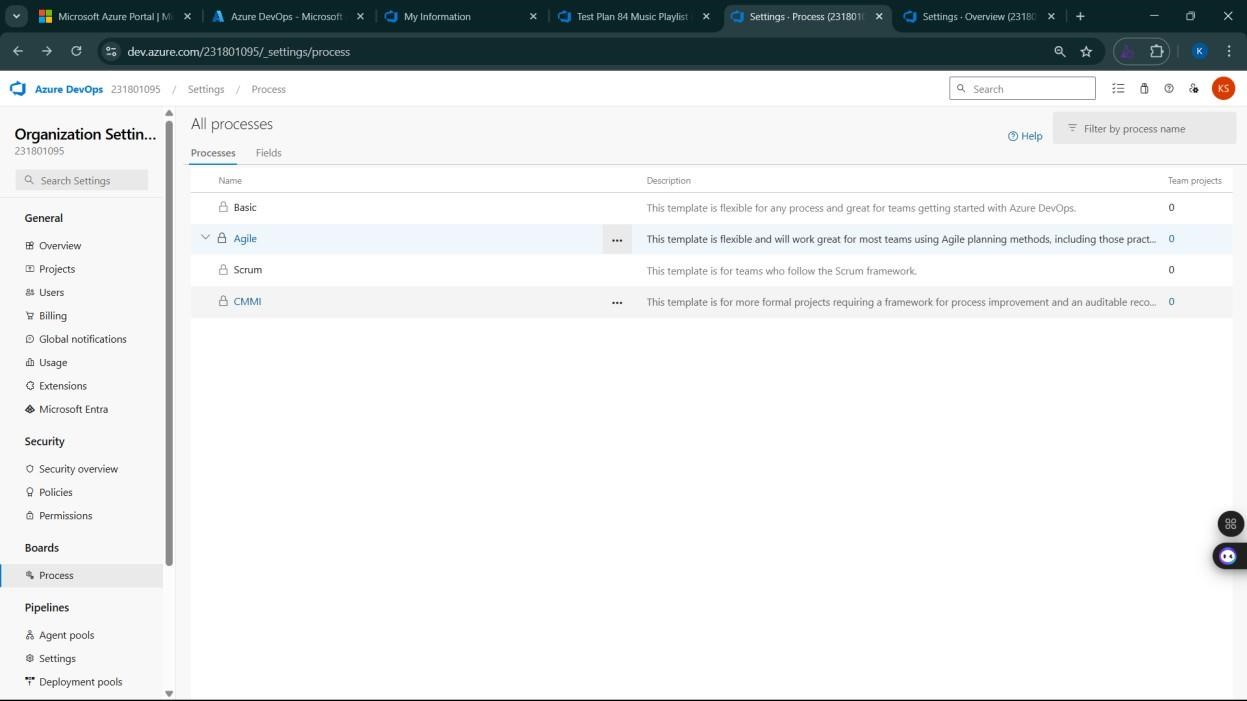 Microsoft Azure Portal | Mi
Azure DevOps - Microsoft
My Information
Test Plan 84 Music Playlist
Settings · Process (231801
Settings · Overview (23180
dev.azure.com/231801095/_settings/process
K
Azure DevOps 231801095 / Settings / Process
Search
KS
Organization Settin...
231801095
Search Settings
General
Overview
Projects
Users
Billing
Global notifications
Usage
Extensions
Microsoft Entra
Security
Security overview
Policies
Permissions
Boards
Process
Pipelines
Agent pools
Settings
Deployment pools
All processes
Help
Filter by process name
Processes Fields
Name Description Team projects
Basic This template is flexible for any process and great for teams getting started with Azure DevOps. 0
Agile ... This template is flexible and will work great for most teams using Agile planning methods, including those pract... 0
Scrum This template is for teams who follow the Scrum framework. 0
CMMI ... This template is for more formal projects requiring a framework for process improvement and an auditable reco... 0